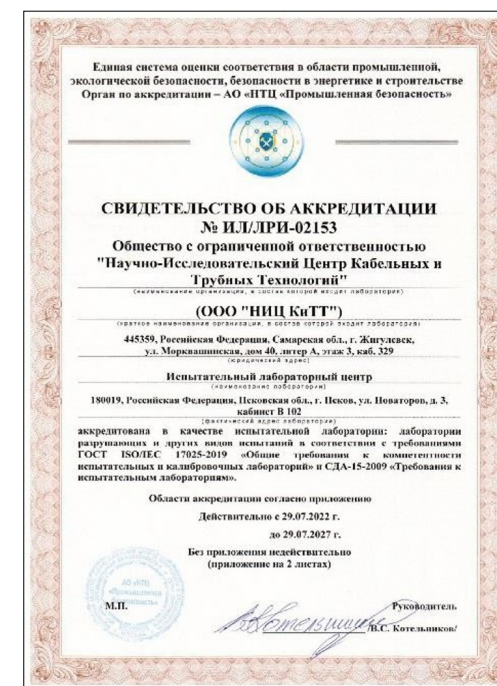 Единая система оценки соответствия в области промышленной,
экологической безопасности, безопасности в энергетике и строительстве
Орган по аккредитации – АО «НТЦ «Промышленная безопасность»
СВИДЕТЕЛЬСТВО ОБ АККРЕДИТАЦИИ
№ ИЛ/ЛРИ-02153
Общество с ограниченной ответственностью
"Научно-Исследовательский Центр Кабельных и
Трубных Технологий"
(наименование организации, в состав которой входит лаборатория)
(ООО "НИЦ КиТТ")
(краткое наименование организации, в состав которой входит лаборатория)
445359, Российская Федерация, Самарская обл., г. Жигулевск,
ул. Морквашинская, дом 40, литер А, этаж 3, каб. 329
(юридический адрес)
Испытательный лабораторный центр
(наименование лаборатории)
180019, Российская Федерация, Псковская обл., г. Псков, ул. Новаторов, д. 3,
кабинет В 102
(фактический адрес лаборатории)
аккредитована в качестве испытательной лаборатории: лаборатории
разрушающих и других видов испытаний в соответствии с требованиями
ГОСТ ISO/IEC 17025-2019 «Общие требования к компетентности
испытательных и калибровочных лабораторий» и СДА-15-2009 «Требования к
испытательным лабораториям».
Области аккредитации согласно приложению
Действительно с 29.07.2022 г.
до 29.07.2027 г.
Без приложения недействительно
(приложение на 2 листах)
М.П.
Руководитель
/В.С. Котельников/